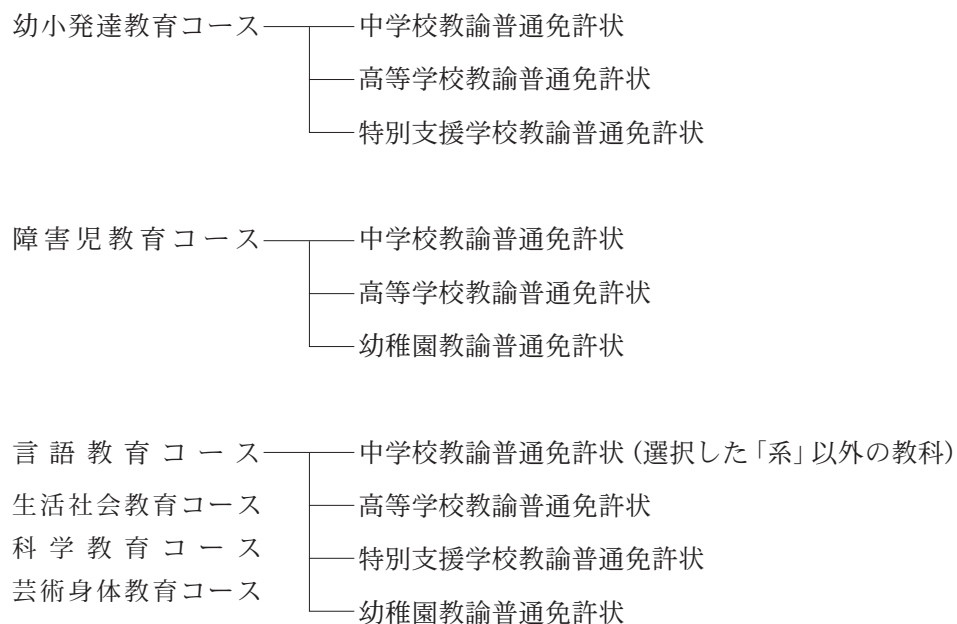 幼小発達教育コース 中学校教諭普通免許状
高等学校教諭普通免許状
特別支援学校教諭普通免許状
障害児教育コース 中学校教諭普通免許状
高等学校教諭普通免許状
幼稚園教諭普通免許状
言語教育コース 中学校教諭普通免許状(選択した「系」以外の教科)
生活社会教育コース 高等学校教諭普通免許状
科学教育コース 特別支援学校教諭普通免許状
芸術身体教育コース 幼稚園教諭普通免許状